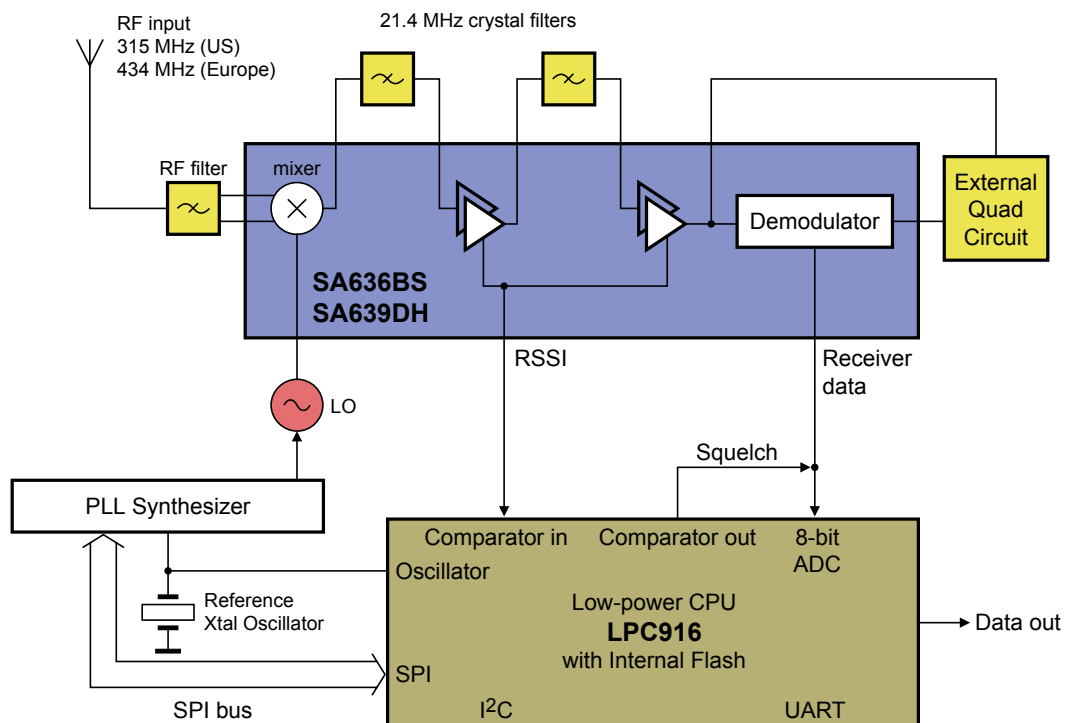 RF input
315 MHz (US)
434 MHz (Europe)
21.4 MHz crystal filters
RF filter
mixer
External
Quad
Circuit
Demodulator
SA636BS
SA639DH
RSSI
Receiver
data
LO
Squelch
PLL Synthesizer
Comparator in
Comparator out
8-bit
ADC
Oscillator
Reference
Xtal Oscillator
Low-power CPU
LPC916
with Internal Flash
Data out
SPI
SPI bus
I²C
UART